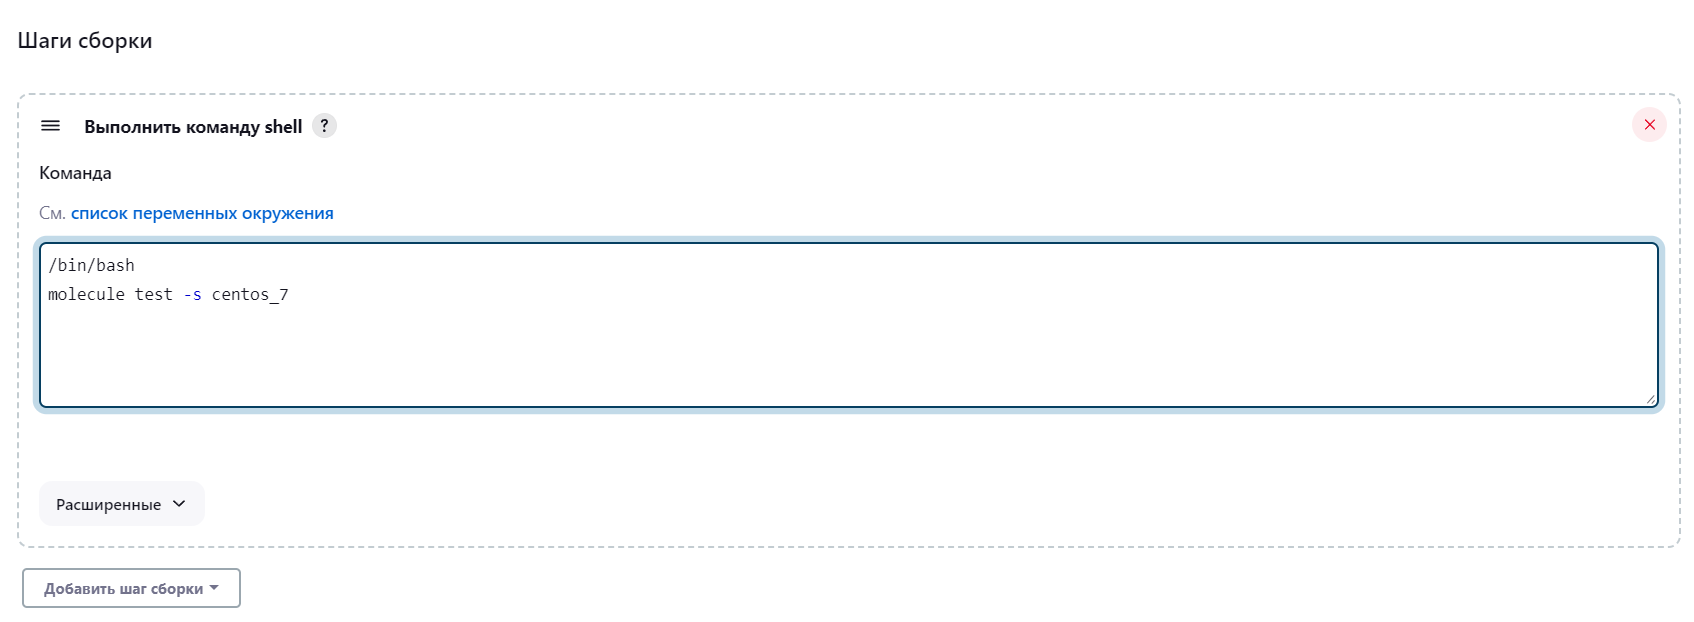 Шаги сборки
Выполнить команду shell ?
Команда
См. список переменных окружения
/bin/bash
molecule test -s centos_7
Расширенные
Добавить шаг сборки